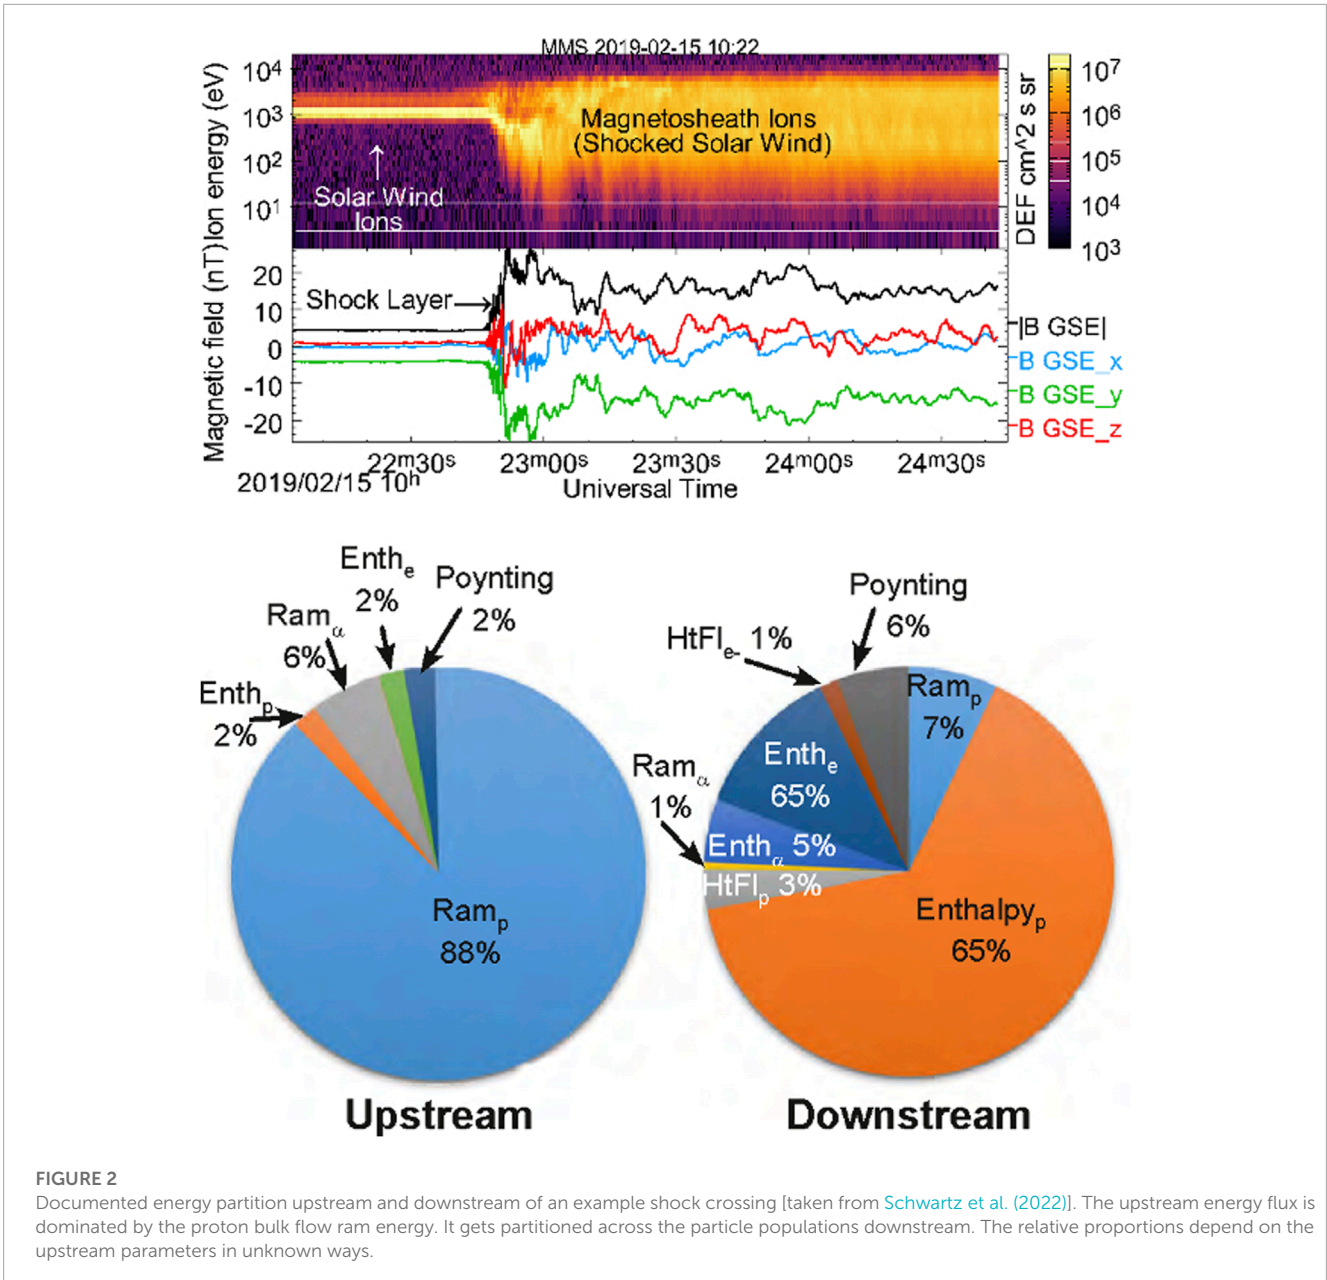 MMS 2019-02-15 10:22
Ion energy (eV)
10⁴
10³
10²
10¹
Magnetosheath Ions
(Shocked Solar Wind)
Solar Wind
Ions
DEF cm^2 s sr
10⁷
10⁶
10⁵
10⁴
10³
Magnetic field (nT)
20
10
0
-10
-20
Shock Layer
|B GSE|
B GSE_x
B GSE_y
B GSE_z
22m30s
23m00s
23m30s
24m00s
24m30s
2019/02/15 10h
Universal Time
Enthe
2%
Poynting
2%
Ramα
6%
Enthp
2%
Ramp
88%
Upstream
Poynting
6%
HtFle- 1%
Ramp
7%
Enthe
65%
Ramα
1%
Enthα 5%
HtFlp 3%
Enthalpyp
65%
Downstream
FIGURE 2
Documented energy partition upstream and downstream of an example shock crossing [taken from Schwartz et al. (2022)]. The upstream energy flux is
dominated by the proton bulk flow ram energy. It gets partitioned across the particle populations downstream. The relative proportions depend on the
upstream parameters in unknown ways.